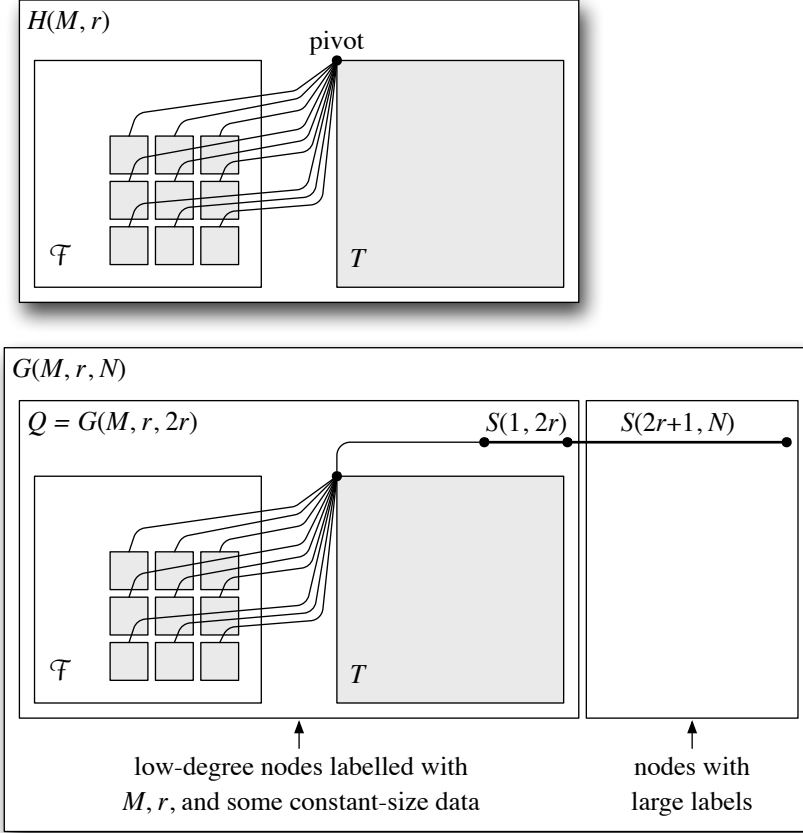 H(M, r)
pivot
ℱ
T
G(M, r, N)
Q = G(M, r, 2r)
S(1, 2r)
S(2r+1, N)
ℱ
T
low-degree nodes labelled with
M, r, and some constant-size data
nodes with
large labels